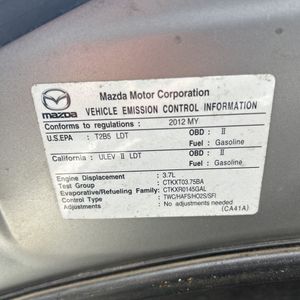 Mazda Motor Corporation
mazda VEHICLE EMISSION CONTROL INFORMATION
Conforms to regulations : 2012 MY
U.S.EPA : T2B5 LDT OBD : II
Fuel : Gasoline
California : ULEV II LDT OBD : II
Fuel : Gasoline
Engine Displacement: 3.7L
Test Group: CTKXT03.75BA
Evaporative/Refueling Family: CTKXR0145GAL
Control Type: TWC/HAFS/HO2S/SFI
Adjustments: No adjustments needed
(CA41A)